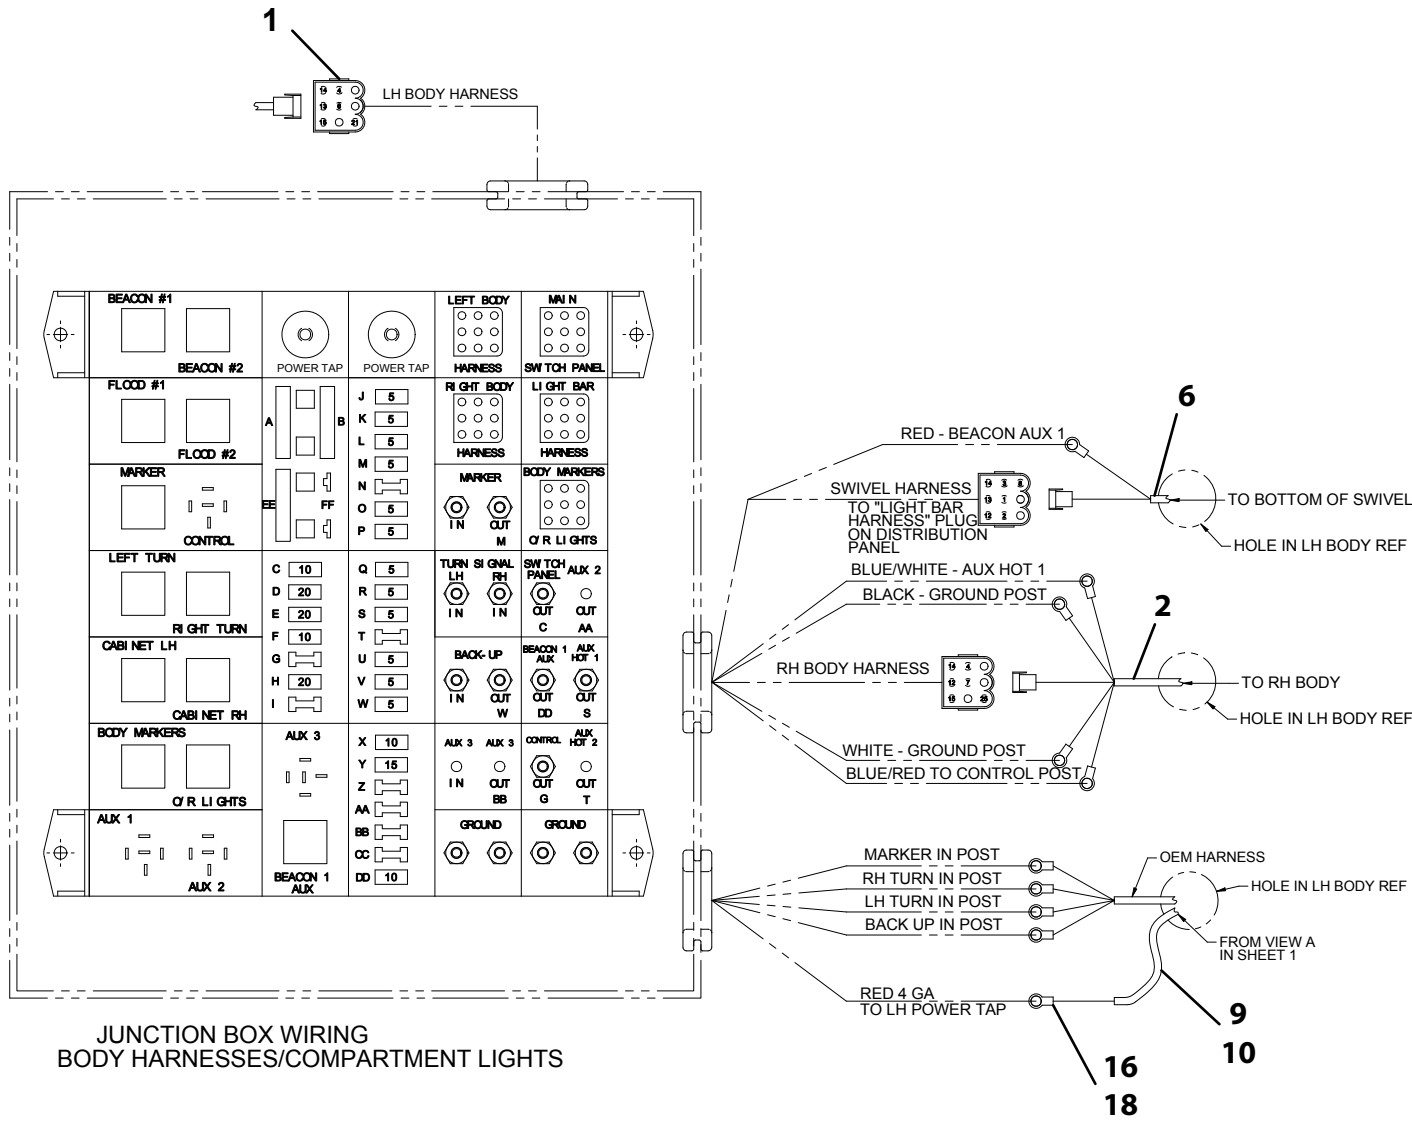 1
14 4
13 5
15 21
LH BODY HARNESS
BEACON #1
BEACON #2
POWER TAP
POWER TAP
LEFT BODY
HARNESS
MAIN
SWITCH PANEL
FLOOD #1
FLOOD #2
A
B
J 5
K 5
L 5
M 5
N
O 5
P 5
RIGHT BODY
HARNESS
LIGHT BAR
HARNESS
MARKER
CONTROL
EE
FF
MARKER
IN
OUT
M
BODY MARKERS
O/R LIGHTS
LEFT TURN
RIGHT TURN
C 10
D 20
E 20
F 10
G
H 20
I
Q 5
R 5
S 5
T
U 5
V 5
W 5
TURN SIGNAL
LH RH
IN IN
SWITCH
PANEL
OUT
C
AUX 2
OUT
AA
CABINET LH
CABINET RH
BACK-UP
IN OUT
W
BEACON 1
AUX
OUT
DD
AUX
HOT 1
OUT
S
BODY MARKERS
O/R LIGHTS
AUX 3
X 10
Y 15
Z
AA
BB
CC
DD 10
AUX 3
IN
AUX 3
OUT
BB
CONTROL
OUT
G
AUX
HOT 2
OUT
T
AUX 1
AUX 2
BEACON 1
AUX
GROUND
GROUND
6
RED - BEACON AUX 1
SWIVEL HARNESS
TO "LIGHT BAR
HARNESS" PLUG
ON DISTRIBUTION
PANEL
TO BOTTOM OF SWIVEL
HOLE IN LH BODY REF
BLUE/WHITE - AUX HOT 1
BLACK - GROUND POST
2
RH BODY HARNESS
14 4
12 7
TO RH BODY
HOLE IN LH BODY REF
WHITE - GROUND POST
BLUE/RED TO CONTROL POST
MARKER IN POST
RH TURN IN POST
LH TURN IN POST
BACK UP IN POST
OEM HARNESS
HOLE IN LH BODY REF
FROM VIEW A
IN SHEET 1
RED 4 GA
TO LH POWER TAP
9
10
16
18
JUNCTION BOX WIRING
BODY HARNESSES/COMPARTMENT LIGHTS